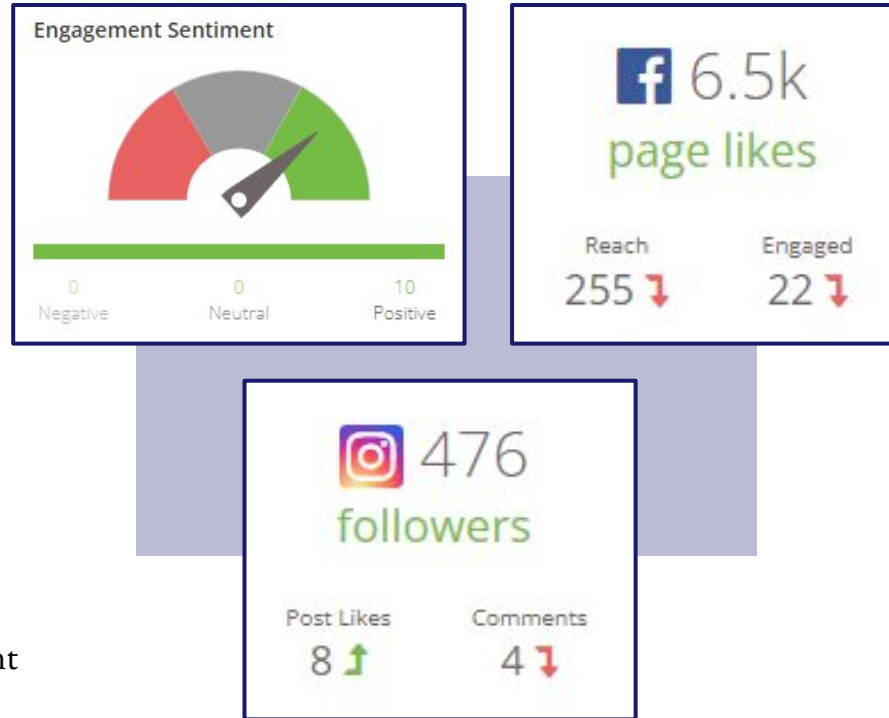 Engagement Sentiment
0 0 10
Negative Neutral Positive
6.5k
page likes
Reach Engaged
255 22
476
followers
Post Likes Comments
8 4
nt